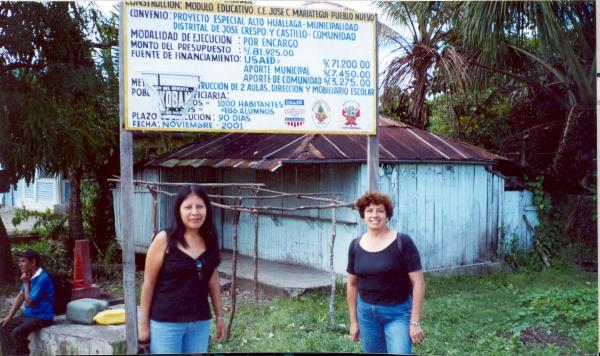 CONSTRUCCION: MODULO EDUCATIVO C.E. JOSE C. MARIATEGUI-PUEBLO NUEVO
CONVENIO: PROYECTO ESPECIAL ALTO HUALLAGA-MUNICIPALIDAD
DISTRITAL DE JOSE CRESPO Y CASTILLO-COMUNIDAD
MODALIDAD DE EJECUCION: POR ENCARGO
MONTO DEL PRESUPUESTO: S/. 81,925.00
FUENTE DE FINANCIAMIENTO: USAID= S/. 71,200.00
APORTE MUNICIPAL S/. 7,450.00
APORTE DE COMUNIDAD S/. 3,275.00
CONSTRUCCION DE 2 AULAS, DIRECCION Y MOBILIARIO ESCOLAR
BENEFICIARIA:
= 1000 HABITANTES
= 486 ALUMNOS
PLAZO EJECUCION: 90 DIAS
FECHA: NOVIEMBRE - 2001
USAID